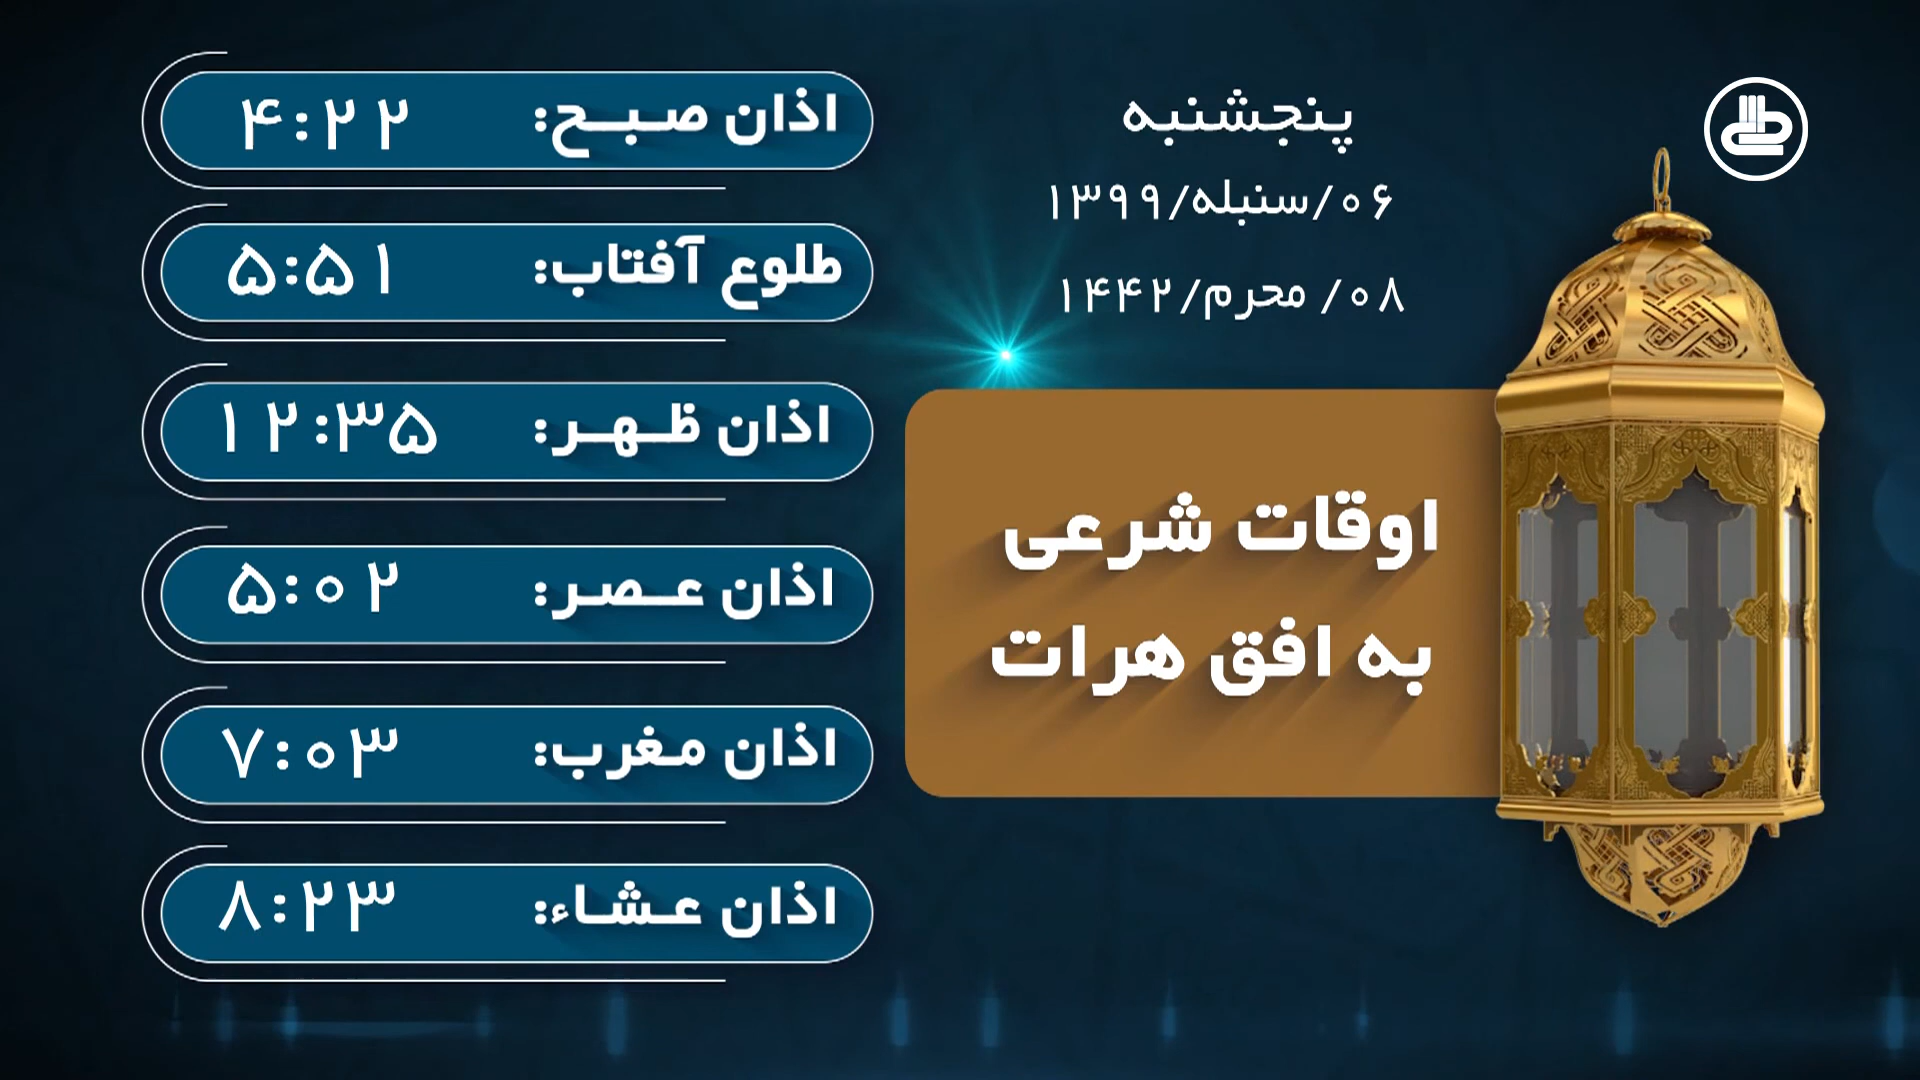 پنجشنبه
۰۶/سنبله/۱۳۹۹
۰۸/ محرم/۱۴۴۲
اوقات شرعی
به افق هرات
اذان صبح: ۴:۲۲
طلوع آفتاب: ۵:۵۱
اذان ظهر: ۱۲:۳۵
اذان عصر: ۵:۰۲
اذان مغرب: ۷:۰۳
اذان عشاء: ۸:۲۳